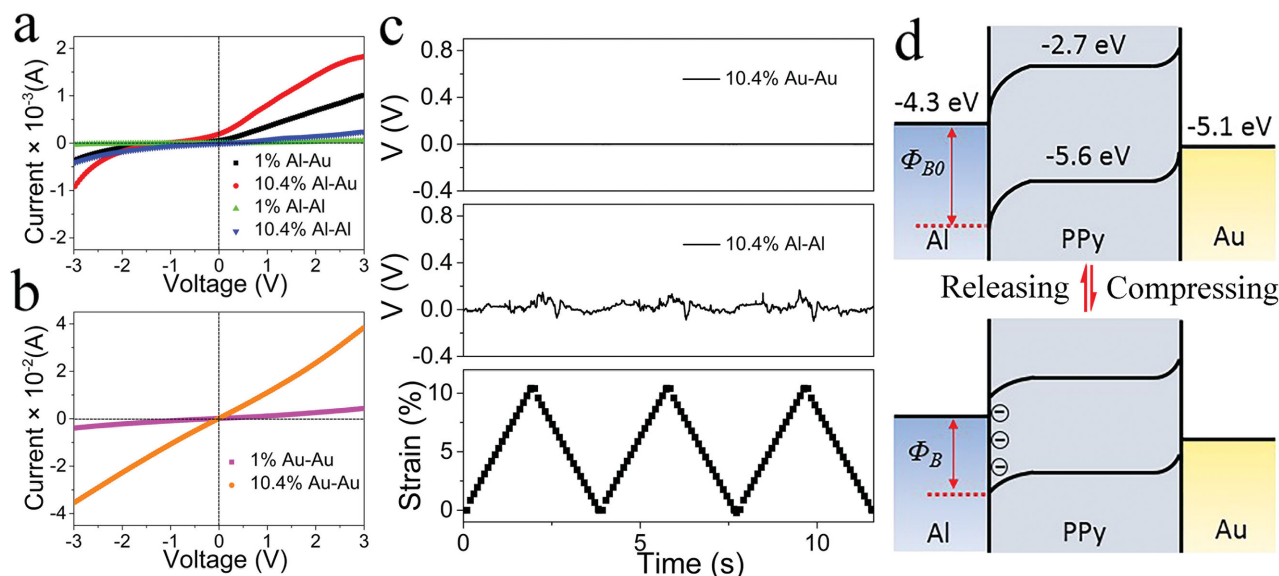 a
Current × 10⁻³(A)
2
1
0
-1
-2
-3 -2 -1 0 1 2 3
Voltage (V)
1% Al-Au
10.4% Al-Au
1% Al-Al
10.4% Al-Al
b
Current × 10⁻²(A)
4
2
0
-2
-4
-3 -2 -1 0 1 2 3
Voltage (V)
1% Au-Au
10.4% Au-Au
c
V (V)
0.8
0.4
0.0
-0.4
10.4% Au-Au
V (V)
0.8
0.4
0.0
-0.4
10.4% Al-Al
Strain (%)
10
5
0
0 5 10
Time (s)
d
-2.7 eV
-4.3 eV
-5.1 eV
Φ_B0
-5.6 eV
Al PPy Au
Releasing Compressing
Φ_B
Al PPy Au